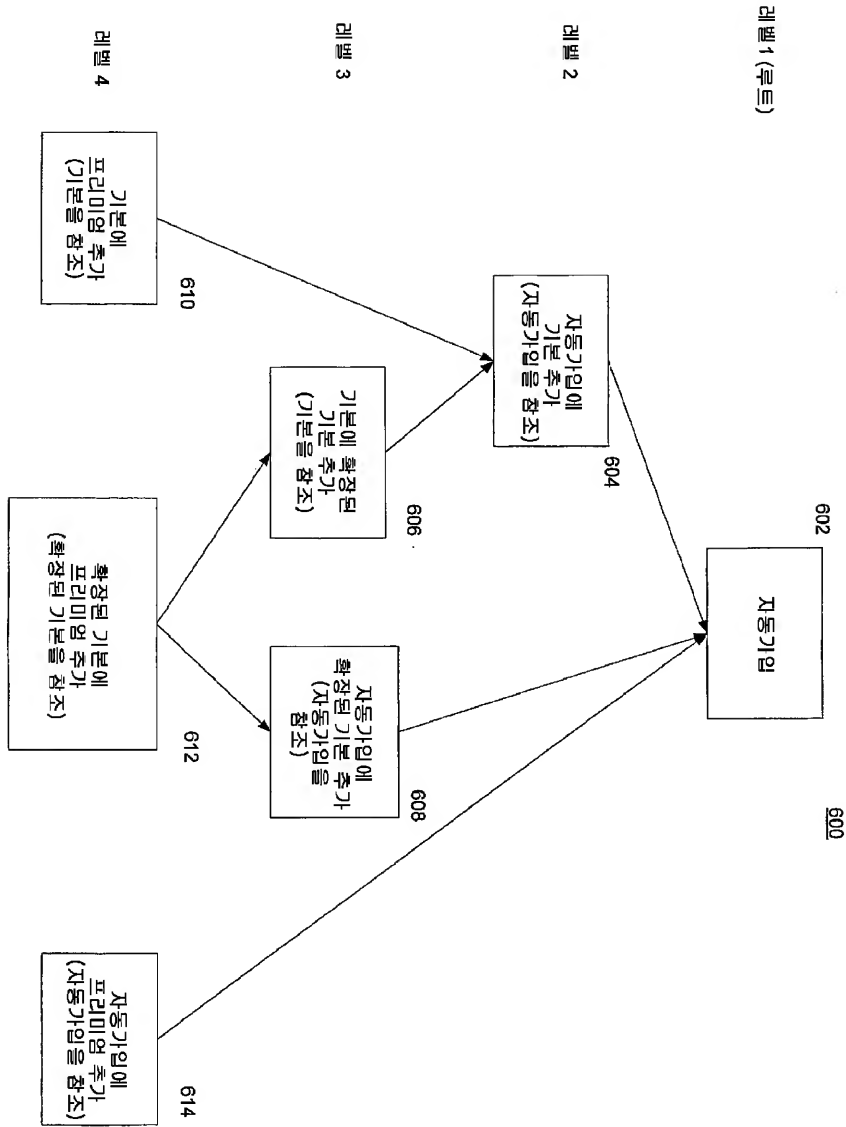 600
레벨 1 (루트)
602
자동가입
레벨 2
자동가입에
기본 추가
(자동가입을 참조)
604
레벨 3
기본에 확장된
기본 추가
(기본을 참조)
606
자동가입에
확장된 기본 추가
(자동가입을
참조)
608
레벨 4
기본에
프리미엄 추가
(기본을 참조)
610
확장된 기본에
프리미엄 추가
(확장된 기본을 참조)
612
자동가입에
프리미엄 추가
(자동가입을 참조)
614